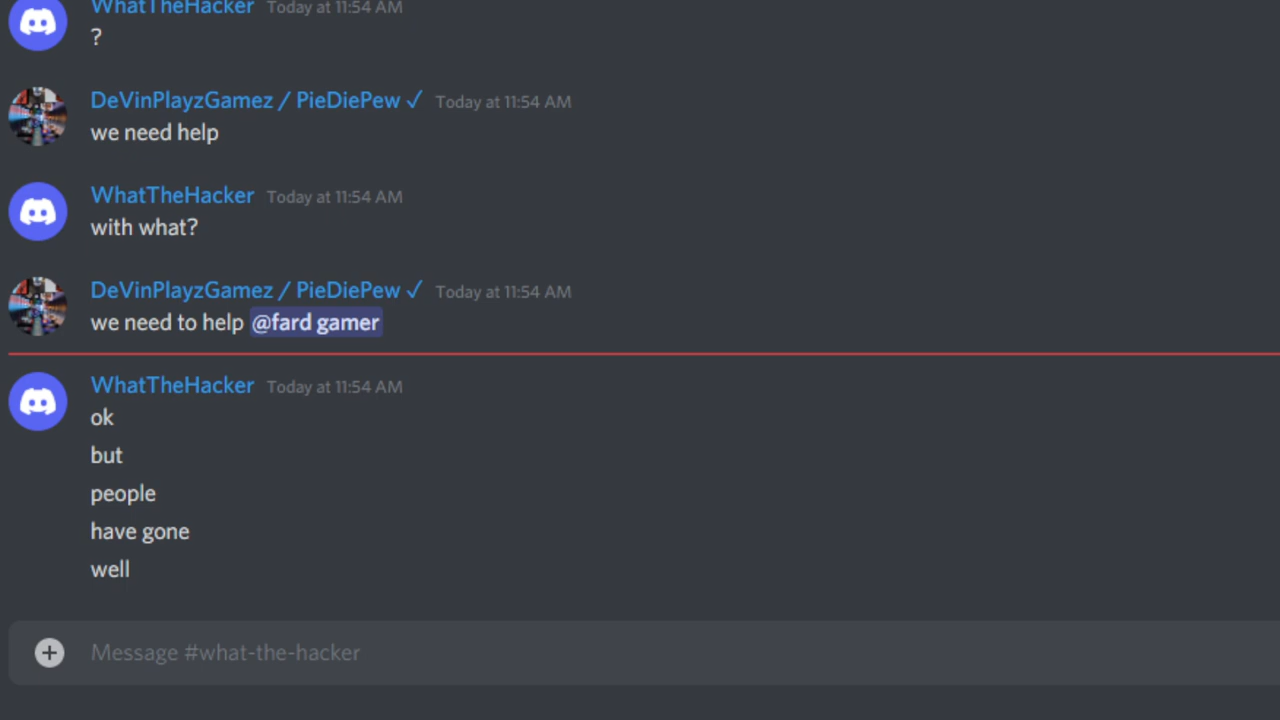 WhatTheHacker Today at 11:54 AM
?
DeVinPlayzGamez / PieDiePew ✓ Today at 11:54 AM
we need help
WhatTheHacker Today at 11:54 AM
with what?
DeVinPlayzGamez / PieDiePew ✓ Today at 11:54 AM
we need to help @fard gamer
WhatTheHacker Today at 11:54 AM
ok
but
people
have gone
well
Message #what-the-hacker